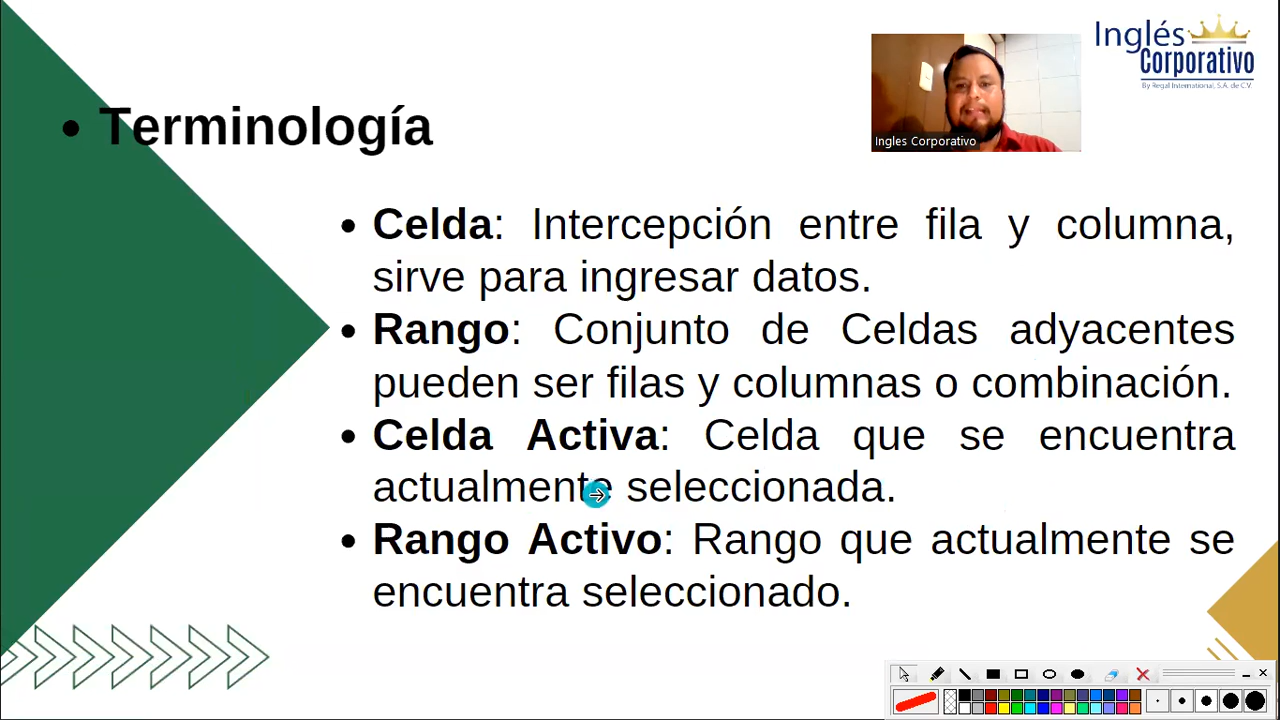 Inglés
Corporativo
By Regal International, S.A. de C.V.
Ingles Corporativo
• Terminología
• Celda: Intercepción entre fila y columna,
sirve para ingresar datos.
• Rango: Conjunto de Celdas adyacentes
pueden ser filas y columnas o combinación.
• Celda Activa: Celda que se encuentra
actualmente seleccionada.
• Rango Activo: Rango que actualmente se
encuentra seleccionado.